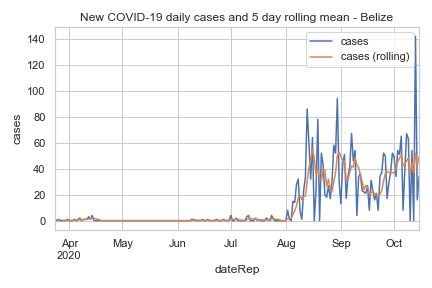 New COVID-19 daily cases and 5 day rolling mean - Belize
cases
cases (rolling)
140
120
100
80
60
40
20
0
cases
Apr May Jun Jul Aug Sep Oct
2020
dateRep